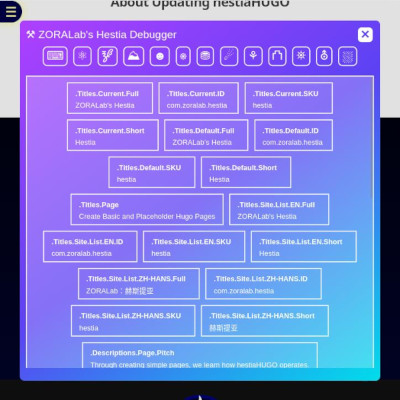 About Updating hestiaHUGO
⚒ ZORALab's Hestia Debugger
.Titles.Current.Full
ZORALab's Hestia
.Titles.Current.ID
com.zoralab.hestia
.Titles.Current.SKU
hestia
.Titles.Current.Short
Hestia
.Titles.Default.Full
ZORALab's Hestia
.Titles.Default.ID
com.zoralab.hestia
.Titles.Default.SKU
hestia
.Titles.Default.Short
Hestia
.Titles.Page
Create Basic and Placeholder Hugo Pages
.Titles.Site.List.EN.Full
ZORALab's Hestia
.Titles.Site.List.EN.ID
com.zoralab.hestia
.Titles.Site.List.EN.SKU
hestia
.Titles.Site.List.EN.Short
Hestia
.Titles.Site.List.ZH-HANS.Full
ZORALab：赫斯提亚
.Titles.Site.List.ZH-HANS.ID
com.zoralab.hestia
.Titles.Site.List.ZH-HANS.SKU
hestia
.Titles.Site.List.ZH-HANS.Short
赫斯提亚
.Descriptions.Page.Pitch
Through creating simple pages, we learn how hestiaHUGO operates.